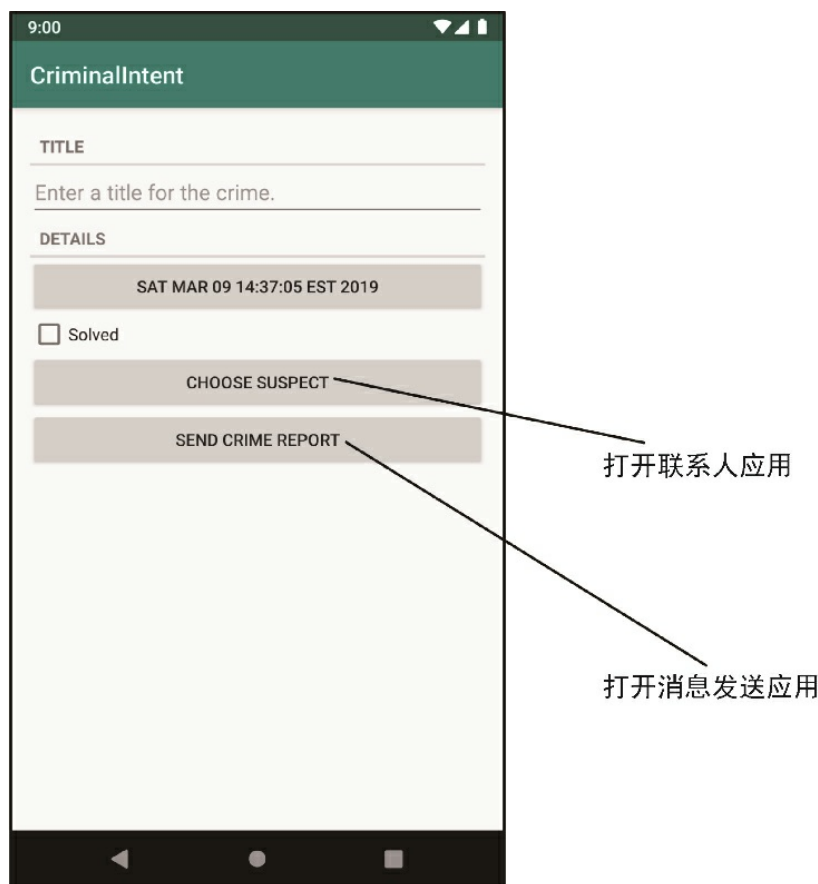 9:00
CriminalIntent
TITLE
Enter a title for the crime.
DETAILS
SAT MAR 09 14:37:05 EST 2019
Solved
CHOOSE SUSPECT
SEND CRIME REPORT
打开联系人应用
打开消息发送应用